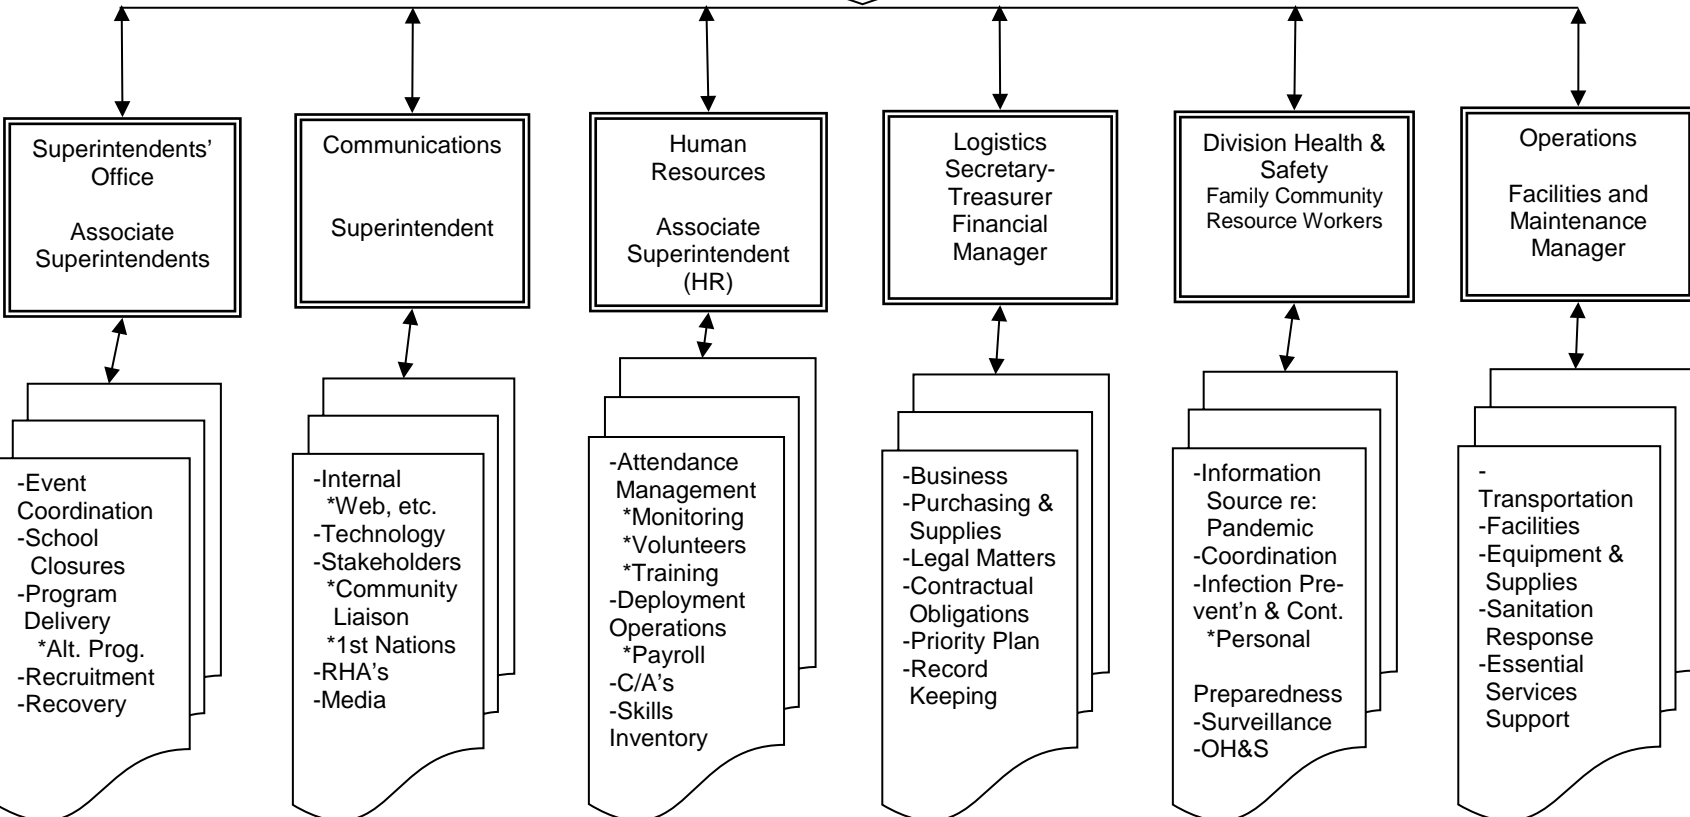 Superintendents’
Office
Associate
Superintendents
Communications
Superintendent
Human
Resources
Associate
Superintendent
(HR)
Logistics
Secretary-
Treasurer
Financial
Manager
Division Health &
Safety
Family Community
Resource Workers
Operations
Facilities and
Maintenance
Manager
-Event
Coordination
-School
Closures
-Program
Delivery
*Alt. Prog.
-Recruitment
-Recovery
-Internal
*Web, etc.
-Technology
-Stakeholders
*Community
Liaison
*1st Nations
-RHA’s
-Media
-Attendance
Management
*Monitoring
*Volunteers
*Training
-Deployment
Operations
*Payroll
-C/A’s
-Skills
Inventory
-Business
-Purchasing &
Supplies
-Legal Matters
-Contractual
Obligations
-Priority Plan
-Record
Keeping
-Information
Source re:
Pandemic
-Coordination
-Infection Pre-
vent’n & Cont.
*Personal
Preparedness
-Surveillance
-OH&S
-
Transportation
-Facilities
-Equipment &
Supplies
-Sanitation
Response
-Essential
Services
Support